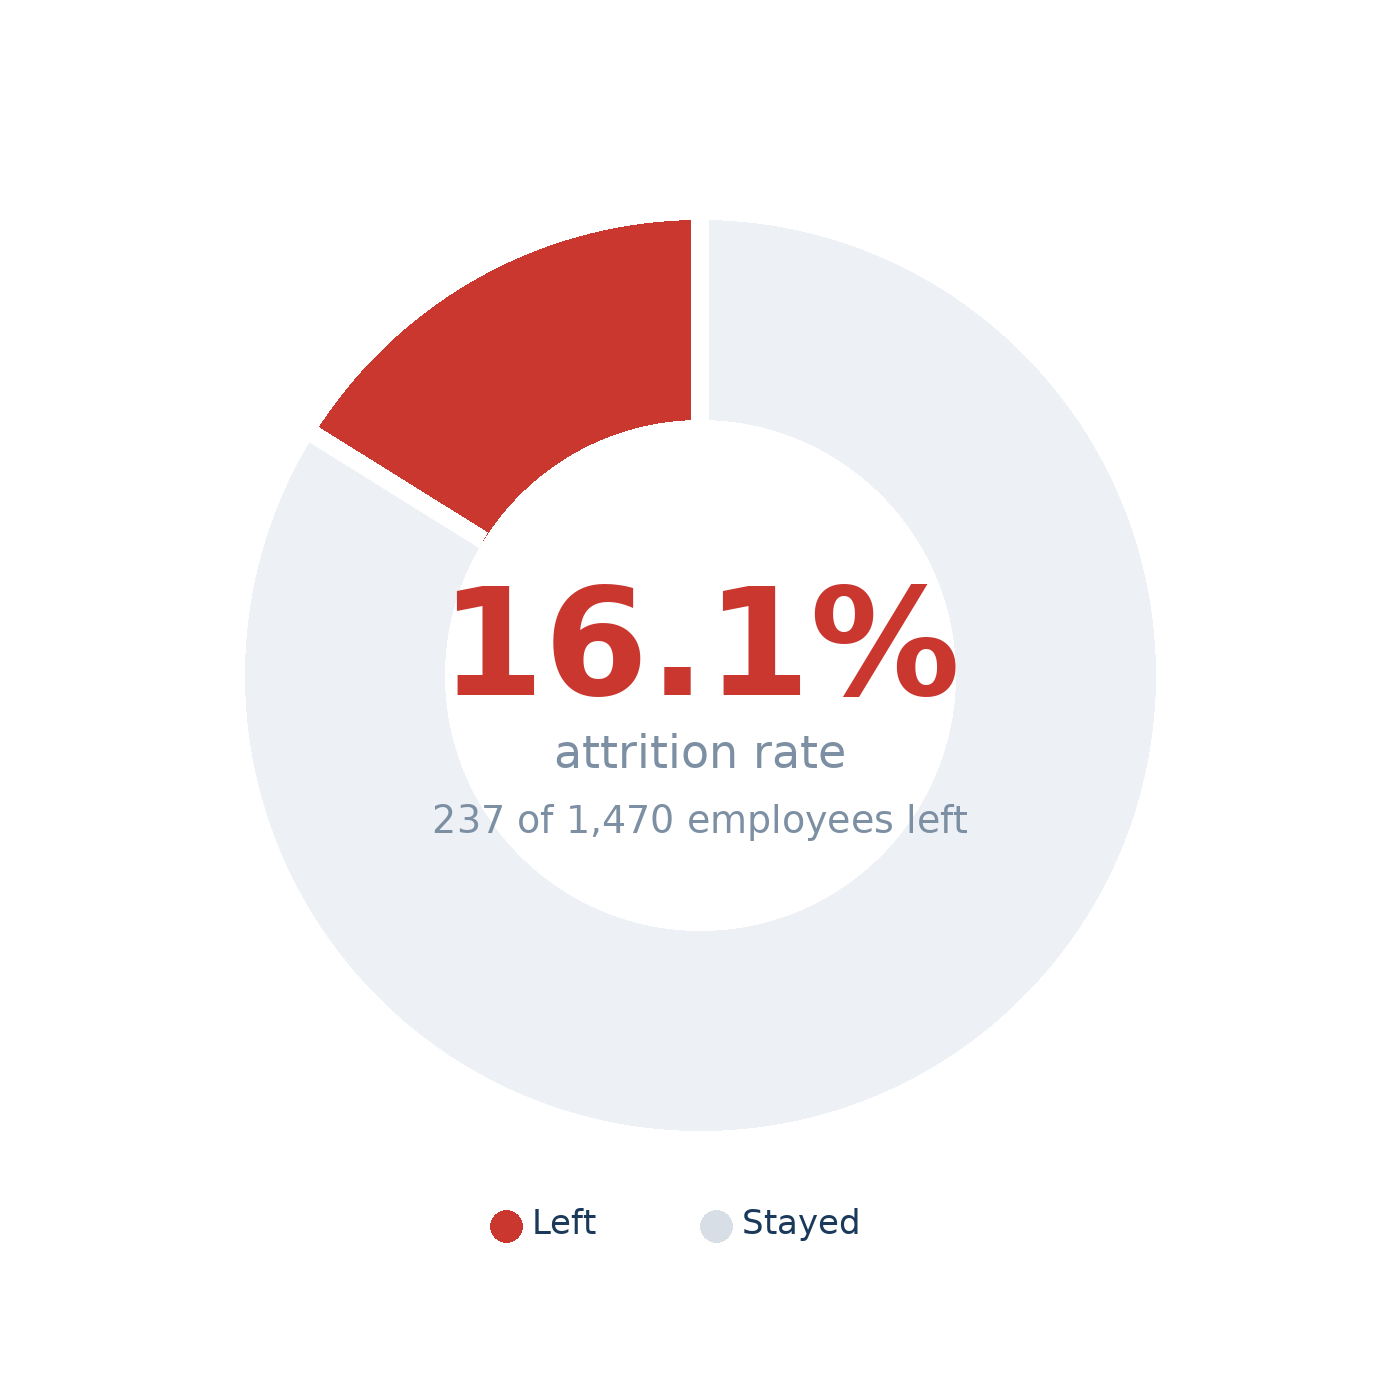 16.1%
attrition rate
237 of 1,470 employees left
Left
Stayed